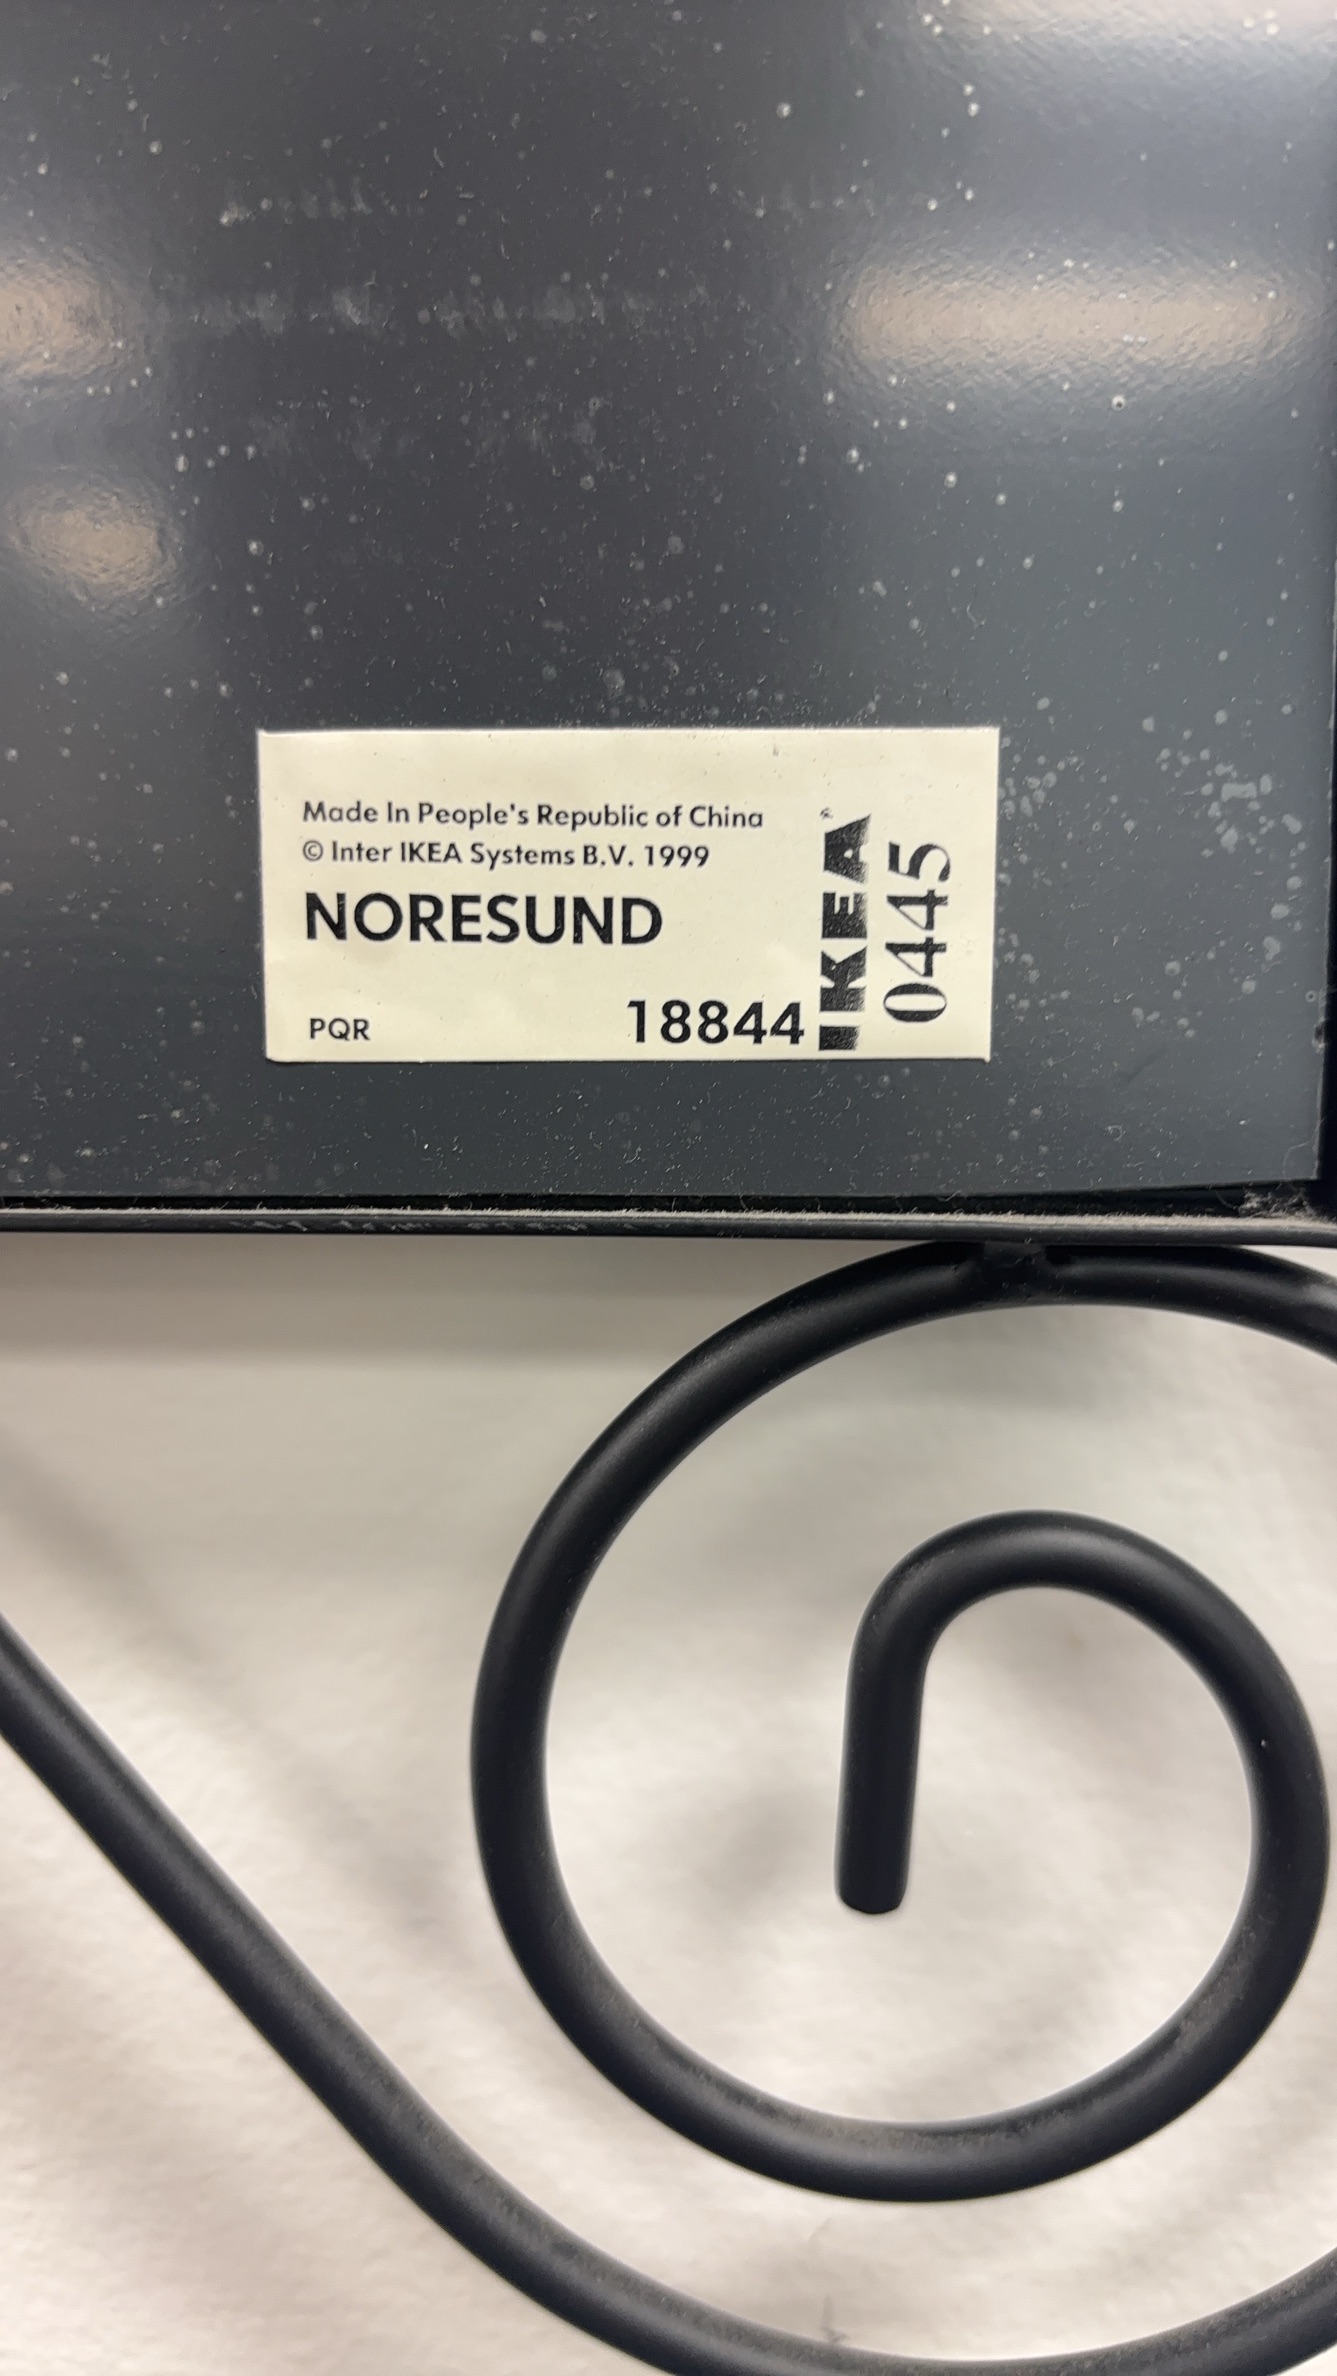 Made In People's Republic of China
© Inter IKEA Systems B.V. 1999
NORESUND
PQR
18844
IKEA
0445